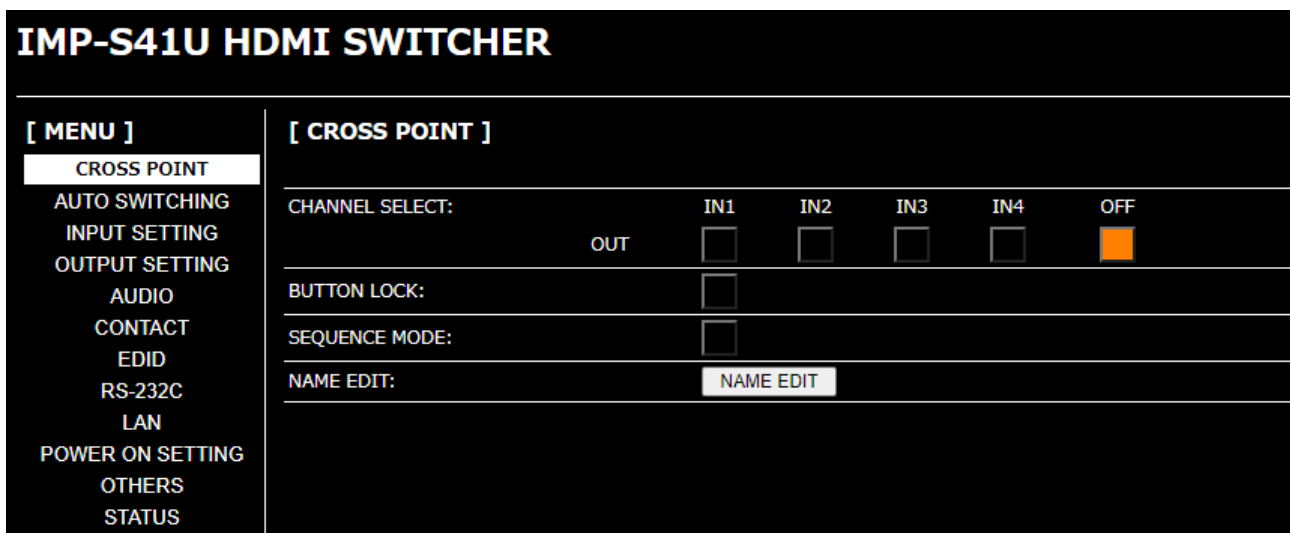 IMP-S41U HDMI SWITCHER
[ MENU ]
CROSS POINT
AUTO SWITCHING
INPUT SETTING
OUTPUT SETTING
AUDIO
CONTACT
EDID
RS-232C
LAN
POWER ON SETTING
OTHERS
STATUS
[ CROSS POINT ]
CHANNEL SELECT: IN1 IN2 IN3 IN4 OFF
OUT
BUTTON LOCK:
SEQUENCE MODE:
NAME EDIT: NAME EDIT